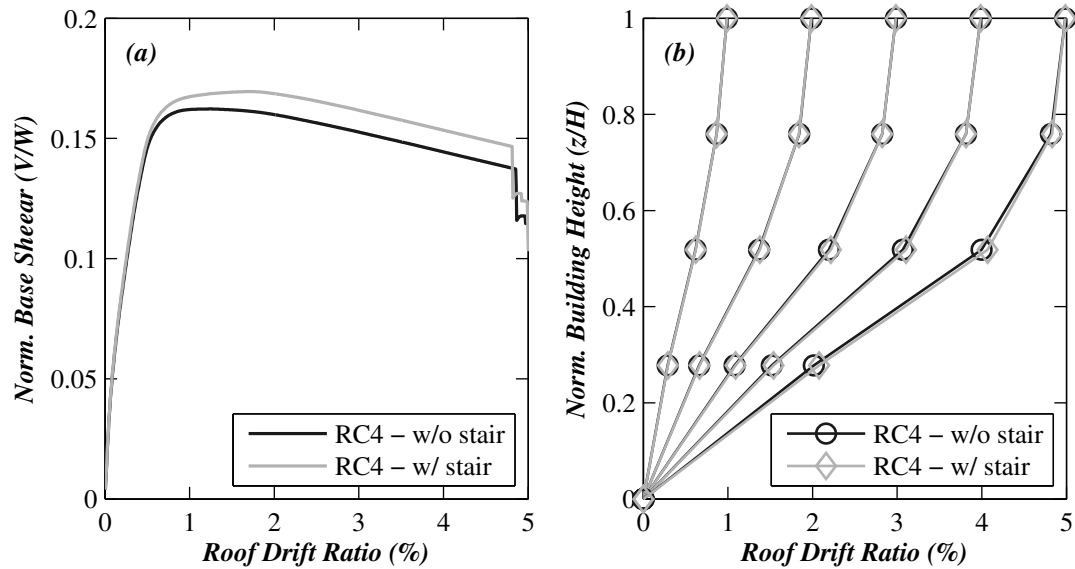 (a)
0.2
0.15
0.1
0.05
0
Norm. Base Sheear (V/W)
0 1 2 3 4 5
Roof Drift Ratio (%)
RC4 − w/o stair
RC4 − w/ stair
(b)
1
0.8
0.6
0.4
0.2
0
Norm. Building Height (z/H)
0 1 2 3 4 5
Roof Drift Ratio (%)
RC4 − w/o stair
RC4 − w/ stair